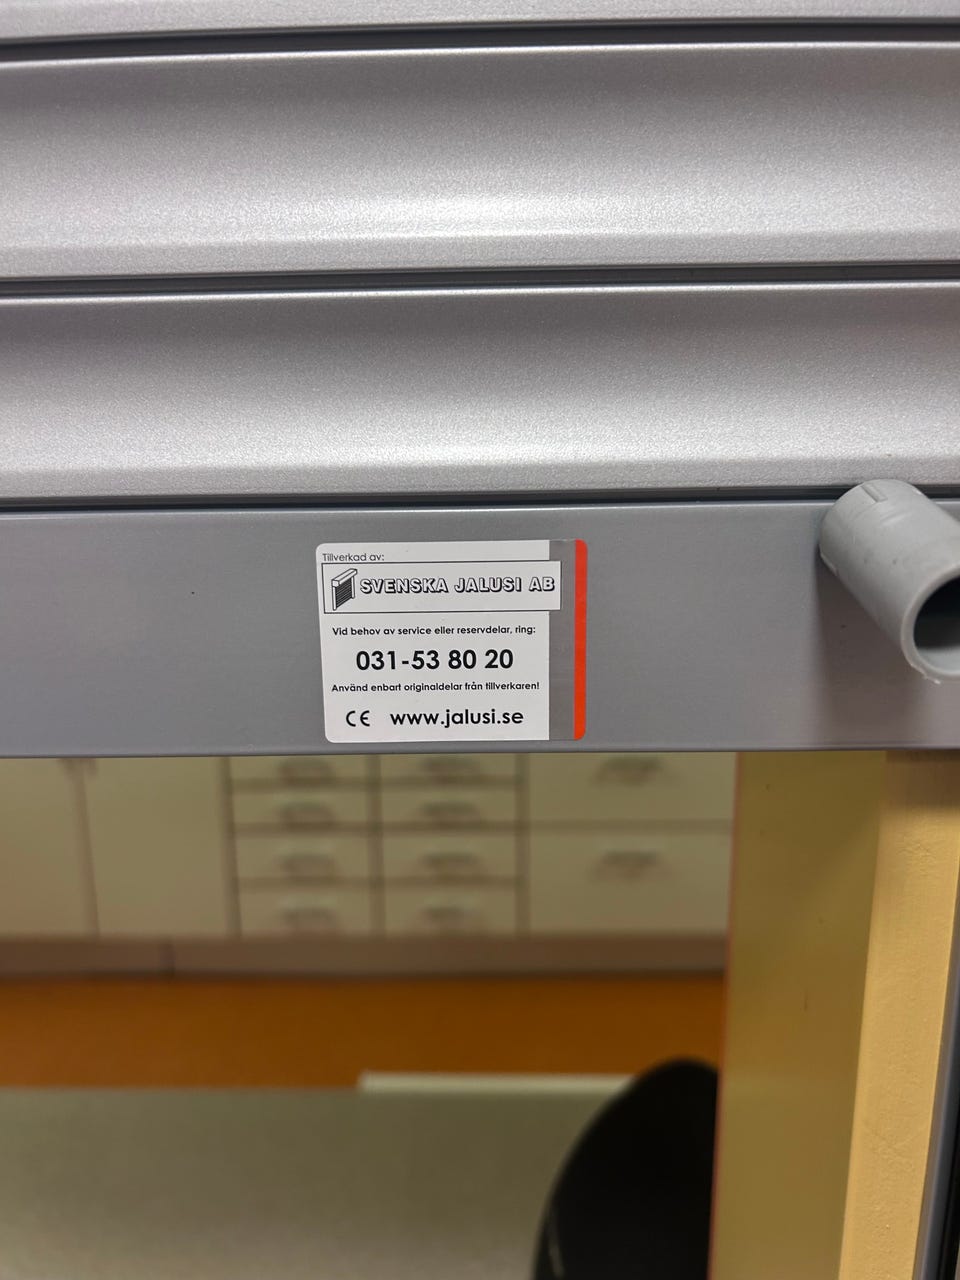 Tillverkad av:
SVENSKA JALUSI AB
Vid behov av service eller reservdelar, ring:
031-53 80 20
Använd enbart originaldelar från tillverkaren!
CE www.jalusi.se